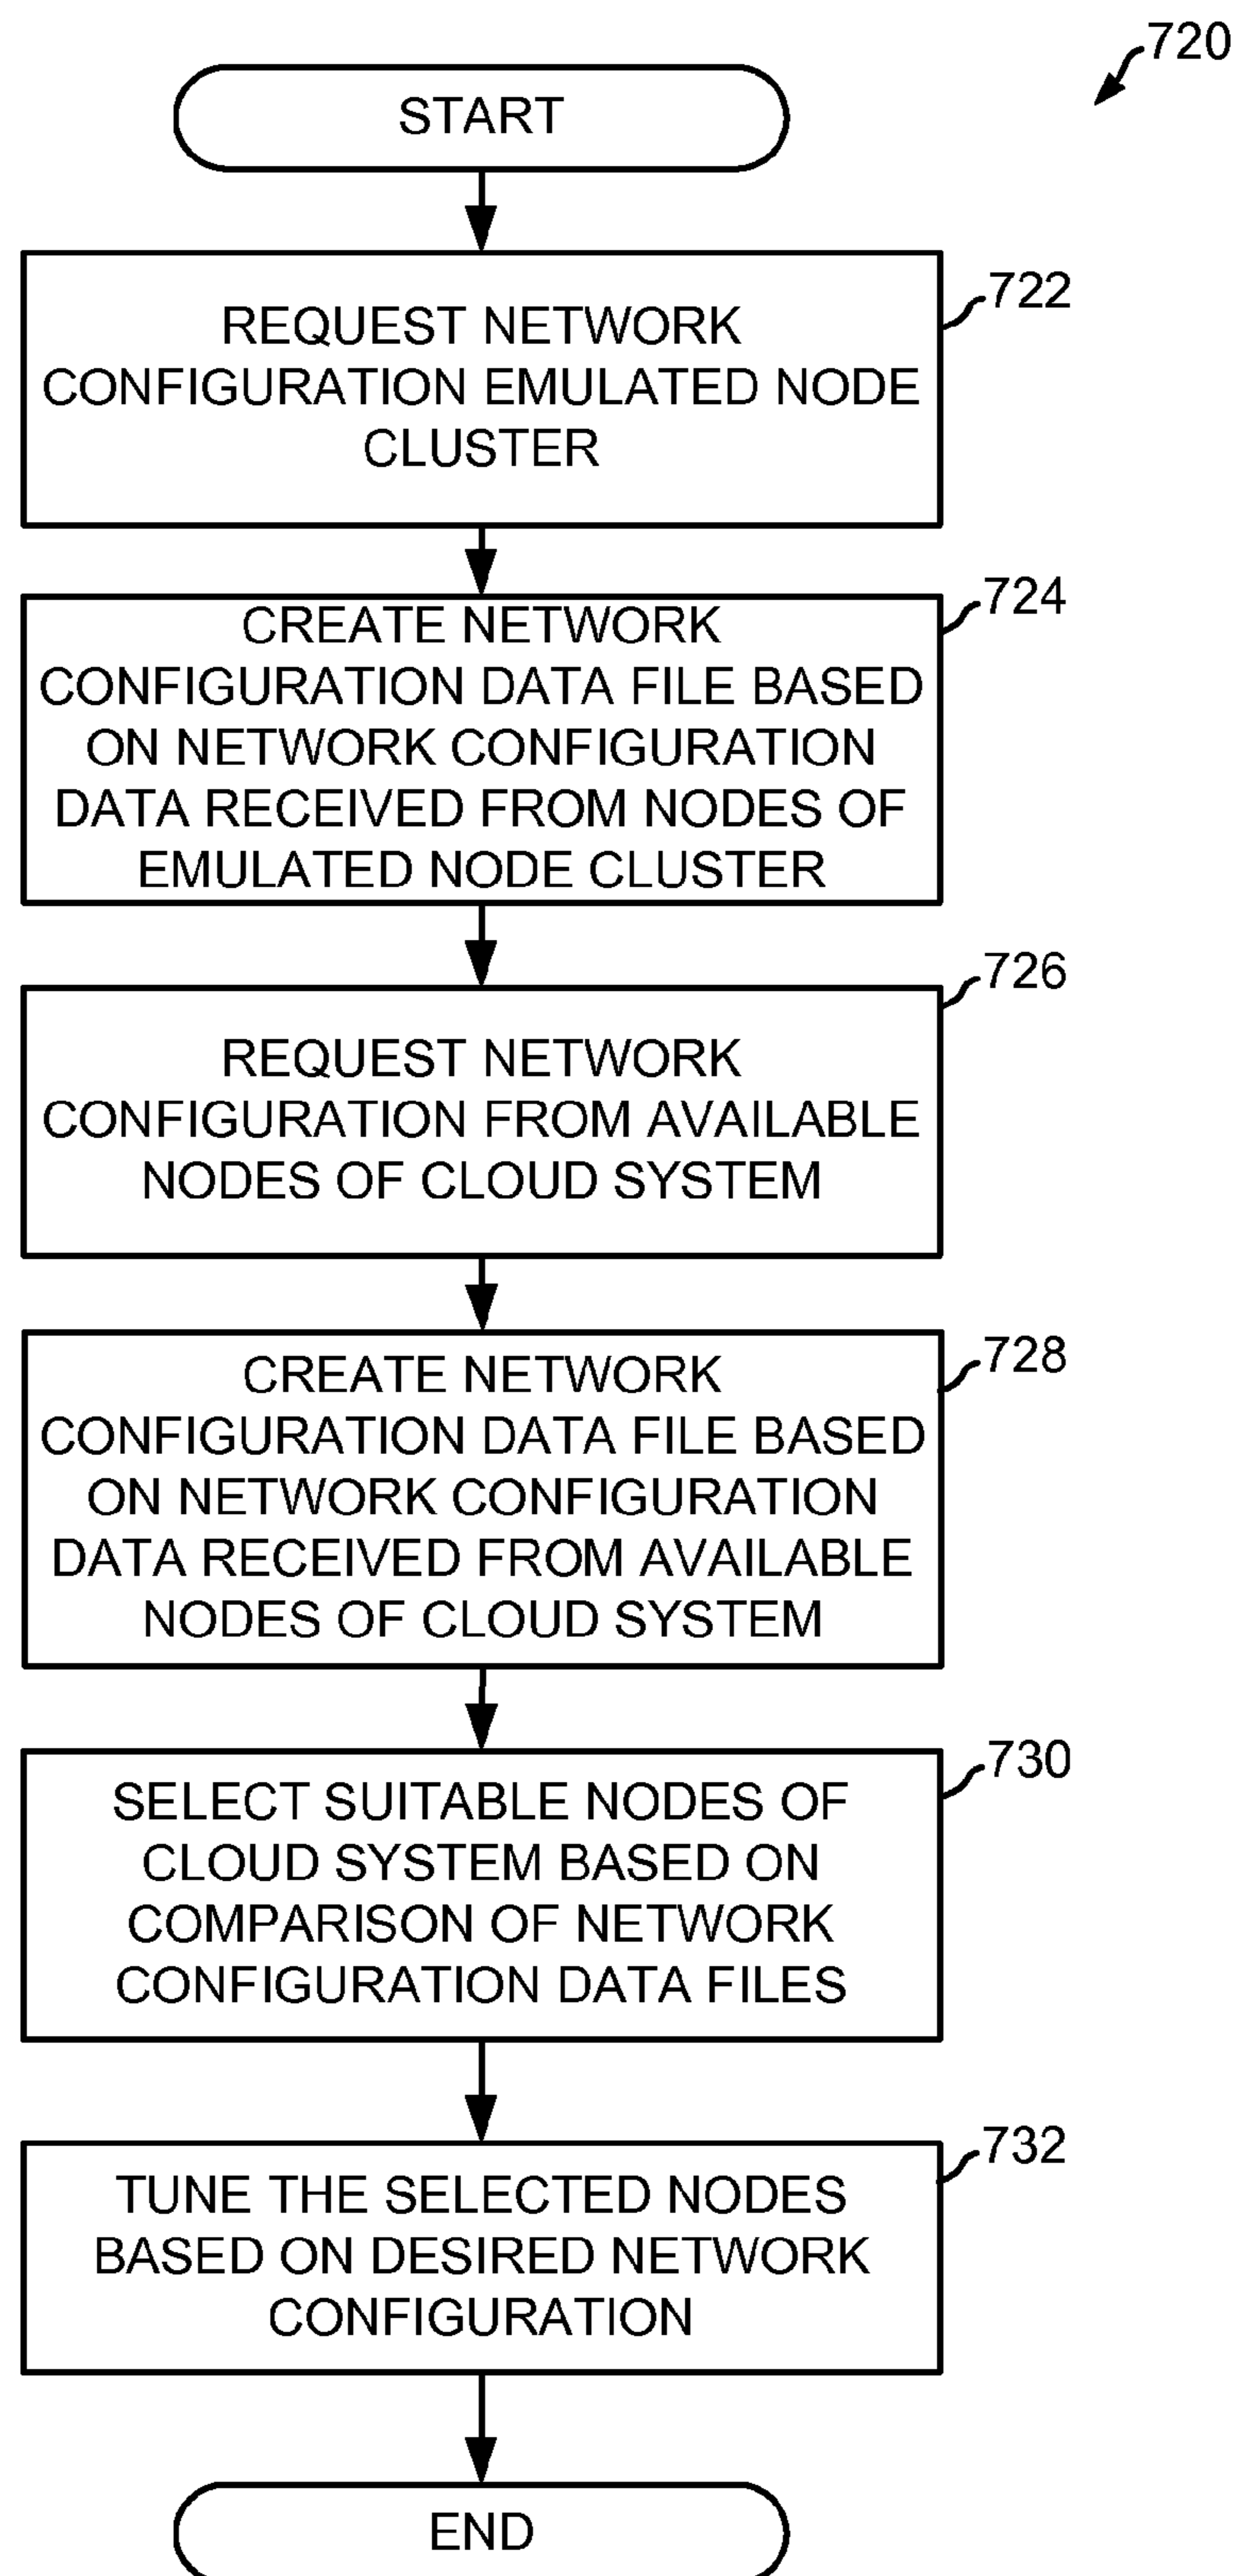 720
START
722
REQUEST NETWORK
CONFIGURATION EMULATED NODE
CLUSTER
724
CREATE NETWORK
CONFIGURATION DATA FILE BASED
ON NETWORK CONFIGURATION
DATA RECEIVED FROM NODES OF
EMULATED NODE CLUSTER
726
REQUEST NETWORK
CONFIGURATION FROM AVAILABLE
NODES OF CLOUD SYSTEM
728
CREATE NETWORK
CONFIGURATION DATA FILE BASED
ON NETWORK CONFIGURATION
DATA RECEIVED FROM AVAILABLE
NODES OF CLOUD SYSTEM
730
SELECT SUITABLE NODES OF
CLOUD SYSTEM BASED ON
COMPARISON OF NETWORK
CONFIGURATION DATA FILES
732
TUNE THE SELECTED NODES
BASED ON DESIRED NETWORK
CONFIGURATION
END